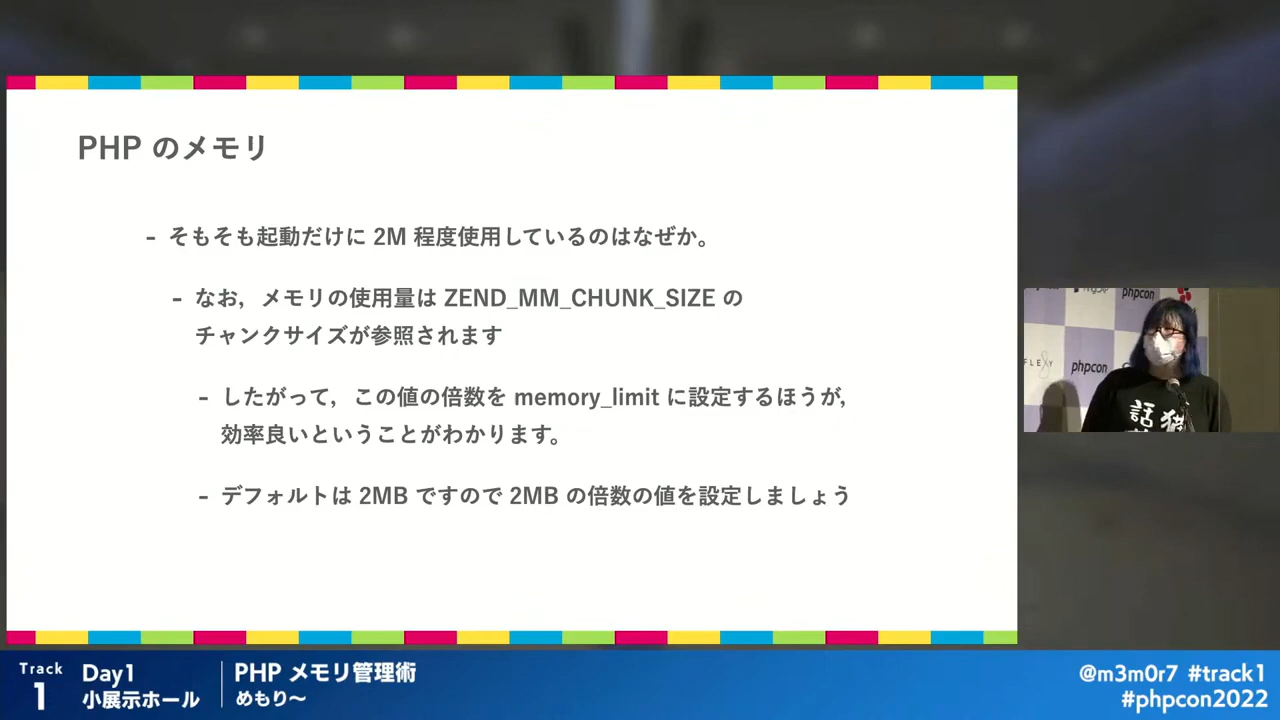 PHP のメモリ
- そもそも起動だけに 2M 程度使用しているのはなぜか。
- なお，メモリの使用量は ZEND_MM_CHUNK_SIZE の
チャンクサイズが参照されます
- したがって，この値の倍数を memory_limit に設定するほうが,
効率良いということがわかります。
- デフォルトは 2MB ですので 2MB の倍数の値を設定しましょう
phpcon
phpcon
話
猫
Track
1
Day1
小展示ホール
PHP メモリ管理術
めもり～
@m3m0r7 #track1
#phpcon2022